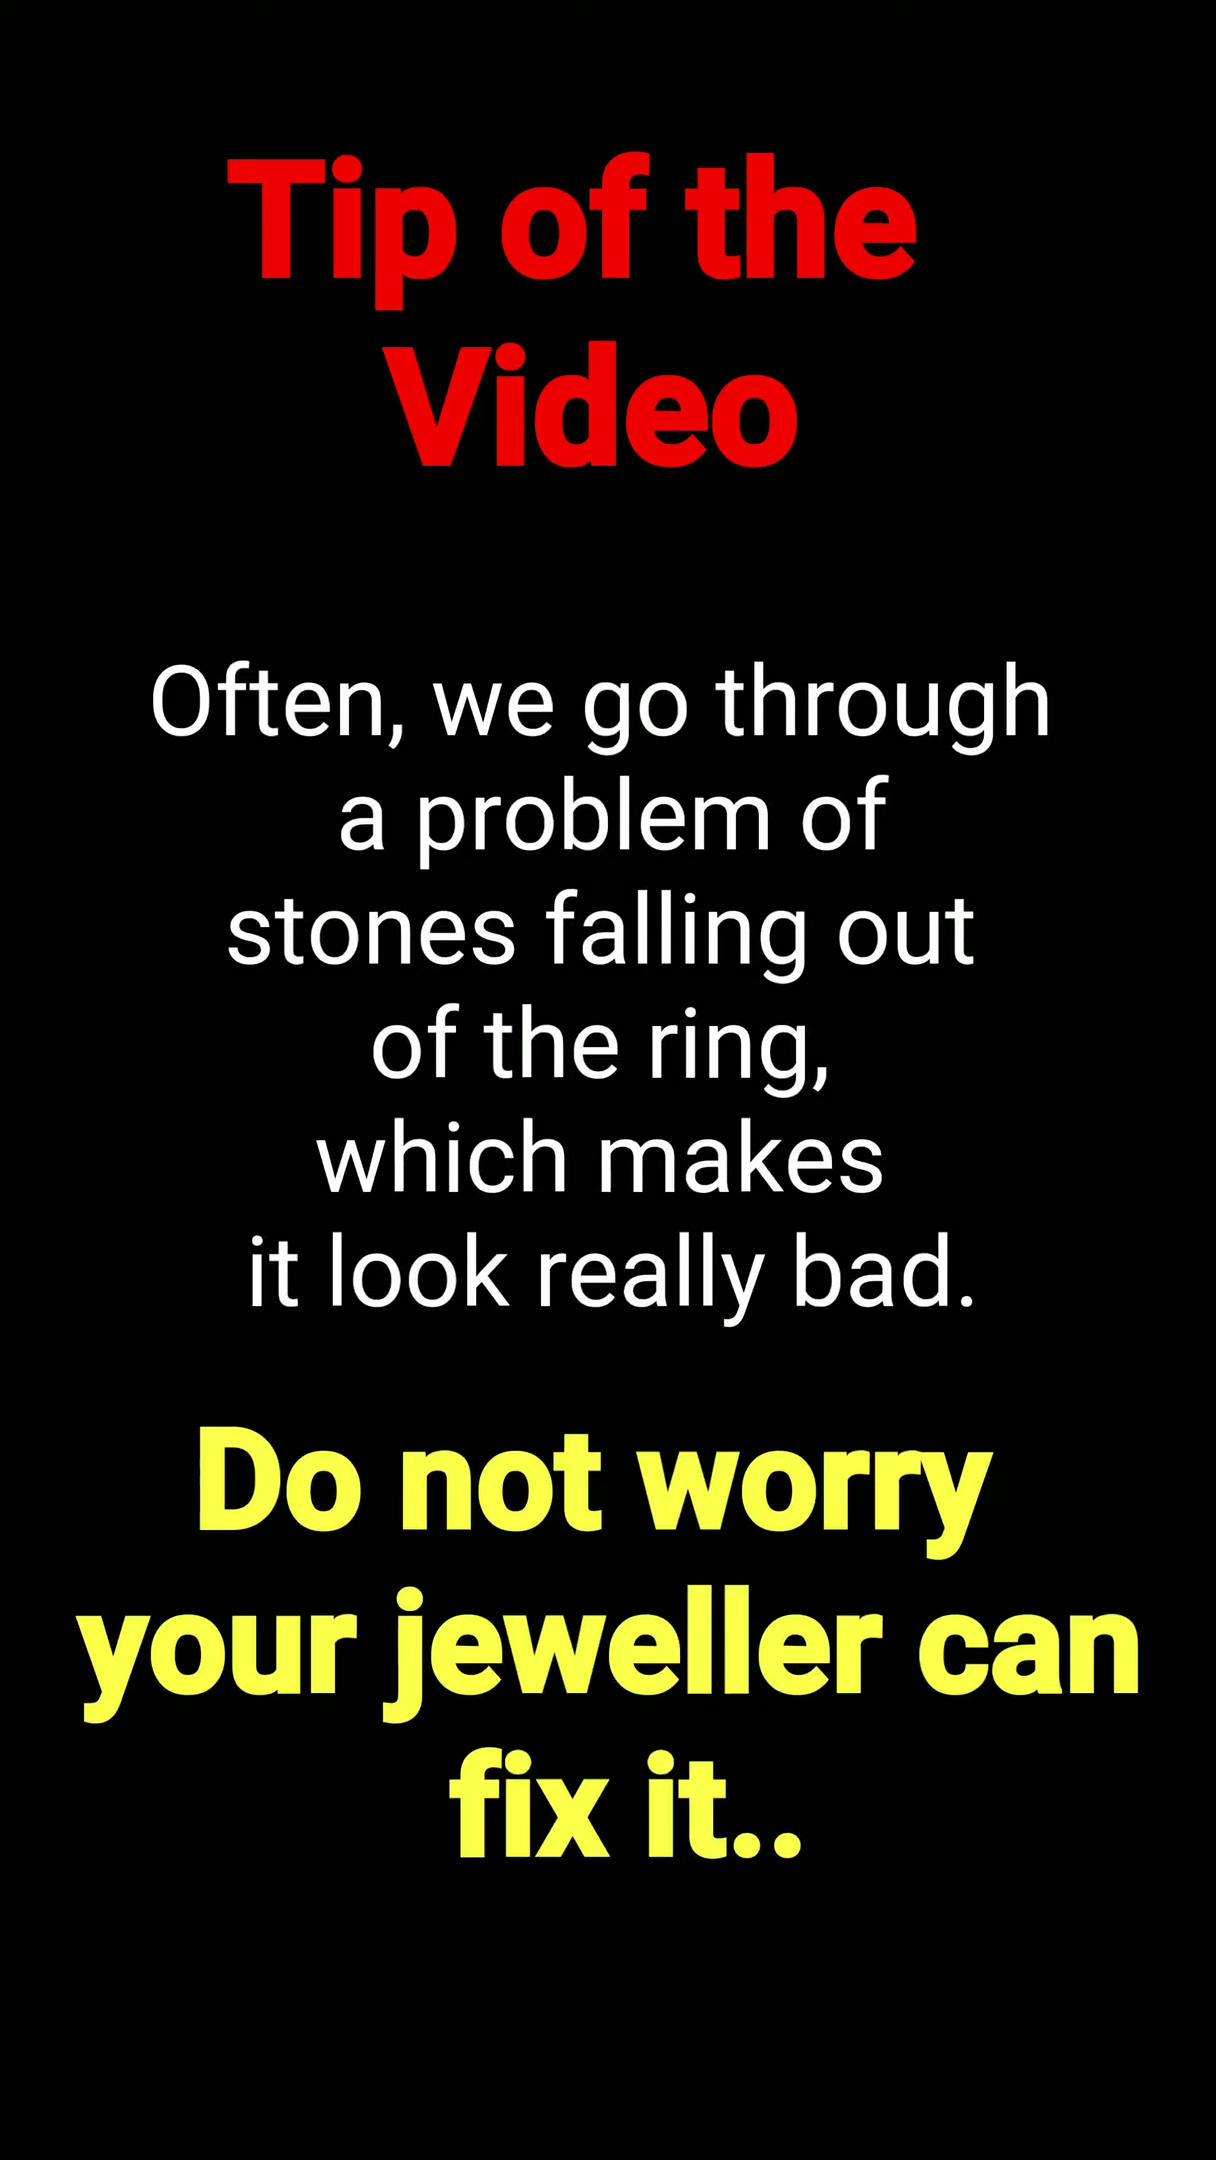 Tip of the
Video
Often, we go through
a problem of
stones falling out
of the ring,
which makes
it look really bad.
Do not worry
your jeweller can
fix it..